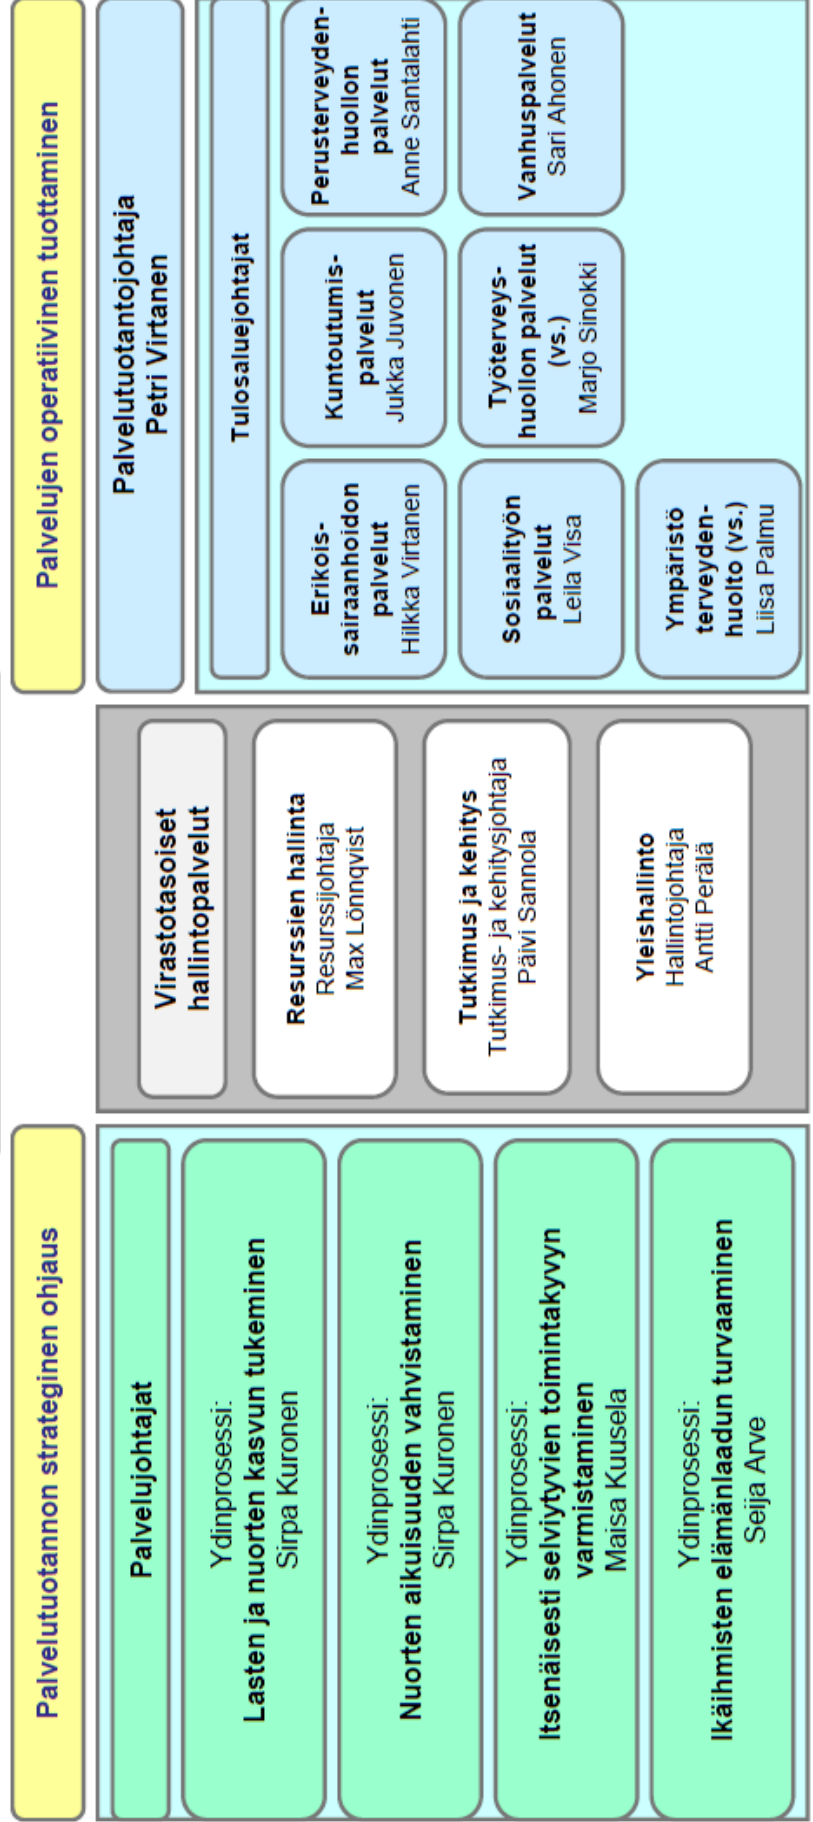 Palvelutuotannon strateginen ohjaus
Palvelujohtajat
Ydinprosessi:
Lasten ja nuorten kasvun tukeminen
Sirpa Kuronen
Ydinprosessi:
Nuorten aikuisuuden vahvistaminen
Sirpa Kuronen
Ydinprosessi:
Itsenäisesti selviytyvien toimintakyvyn
varmistaminen
Maisa Kuusela
Ydinprosessi:
Ikäihmisten elämänlaadun turvaaminen
Seija Arve
Virastotasoiset
hallintopalvelut
Resurssien hallinta
Resurssijohtaja
Max Lönnqvist
Tutkimus ja kehitys
Tutkimus- ja kehitysjohtaja
Päivi Sannola
Yleishallinto
Hallintojohtaja
Antti Perälä
Palvelujen operatiivinen tuottaminen
Palvelutuotantojohtaja
Petri Virtanen
Tulosaluejohtajat
Erikois-
sairaanhoidon
palvelut
Hilkka Virtanen
Kuntoutumis-
palvelut
Jukka Juvonen
Perusterveyden-
huollon
palvelut
Anne Santalahti
Sosiaalityön
palvelut
Leila Visa
Työterveys-
huollon palvelut
(vs.)
Marjo Sinokki
Vanhuspalvelut
Sari Ahonen
Ympäristö
terveyden-
huolto (vs.)
Liisa Palmu